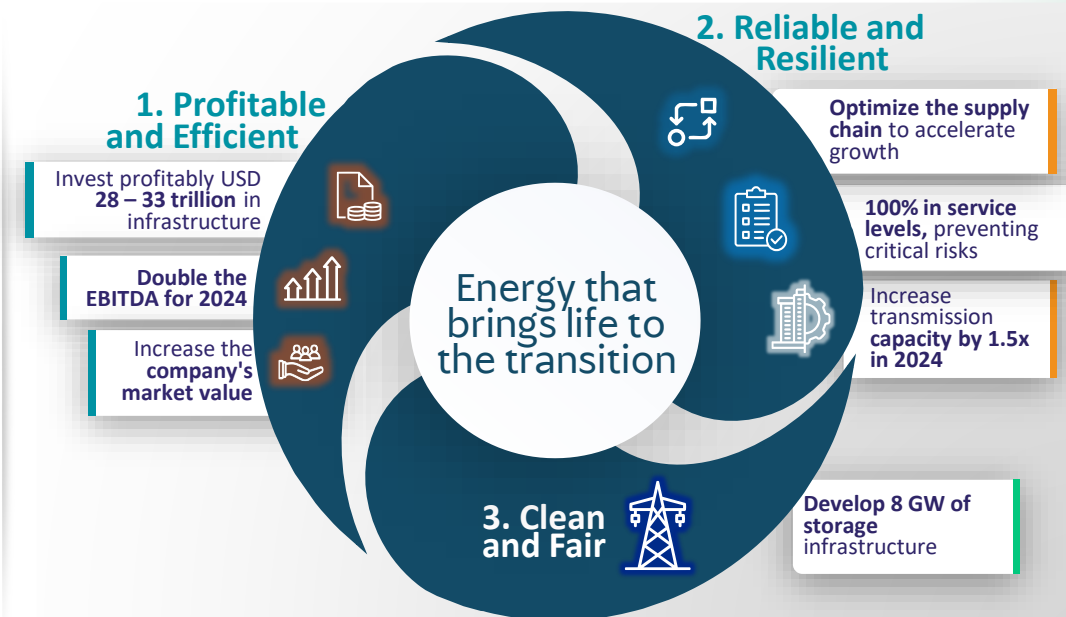 1. Profitable
and Efficient
Invest profitably USD
28 – 33 trillion in
infrastructure
Double the
EBITDA for 2024
Increase the
company's
market value
Energy that
brings life to
the transition
2. Reliable and
Resilient
Optimize the supply
chain to accelerate
growth
100% in service
levels, preventing
critical risks
Increase
transmission
capacity by 1.5x
in 2024
3. Clean
and Fair
Develop 8 GW of
storage
infrastructure